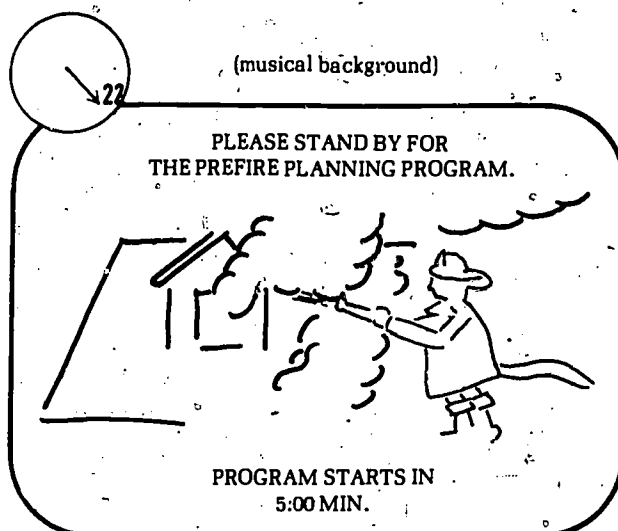 22
(musical background)
PLEASE STAND BY FOR
THE PREFIRE PLANNING PROGRAM.
PROGRAM STARTS IN
5:00 MIN.